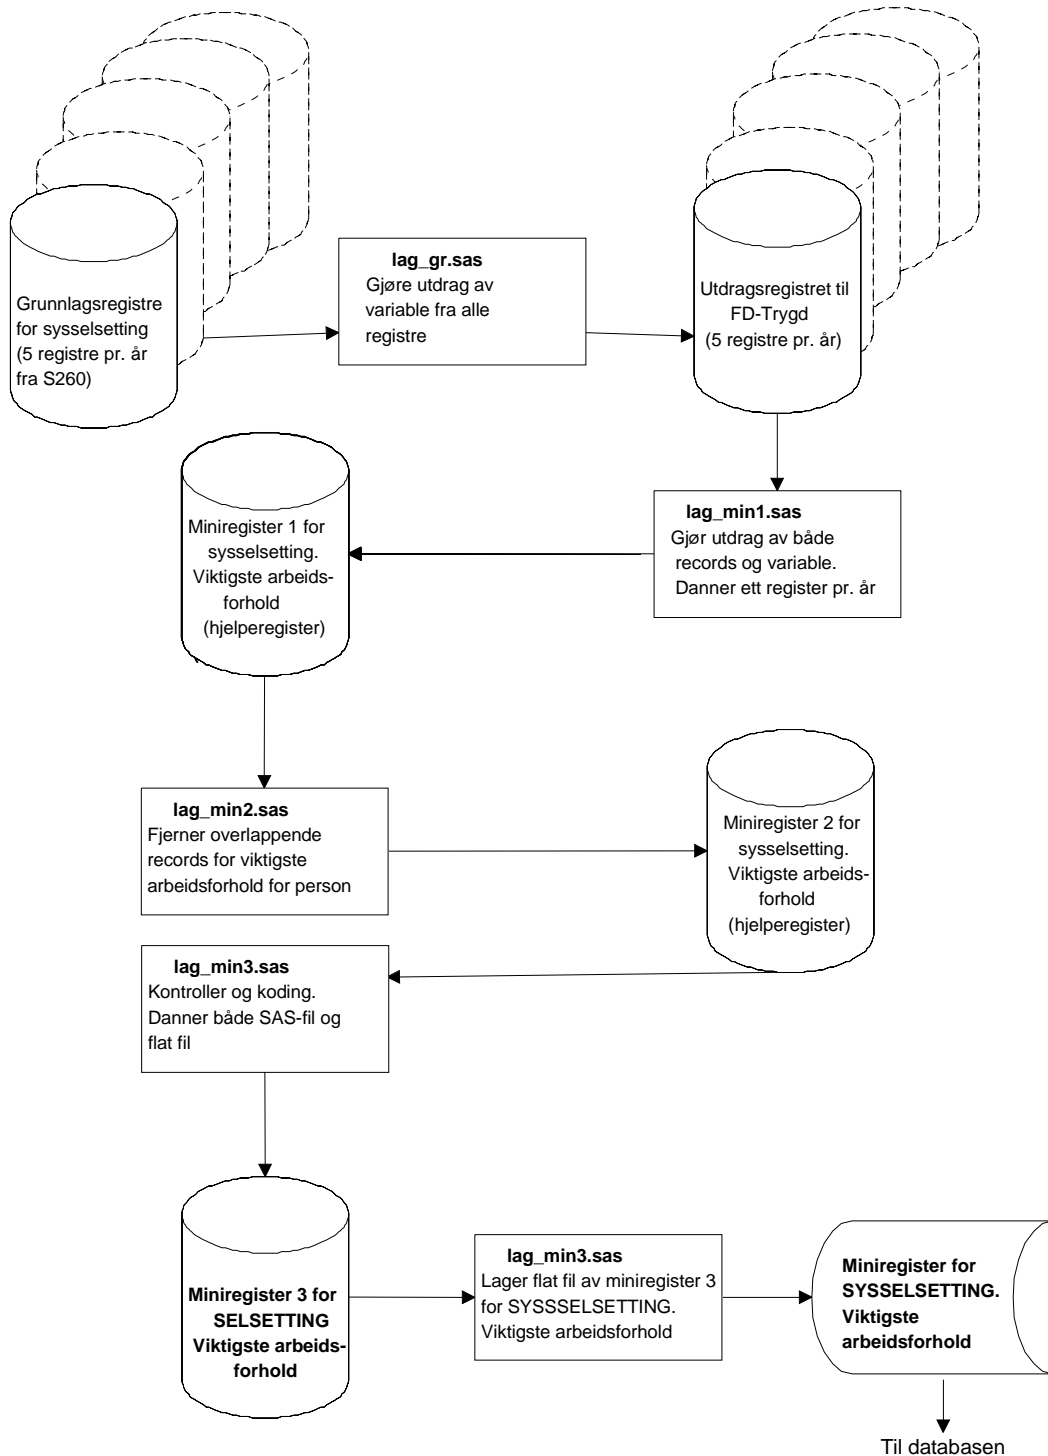 Grunnlagsregistre
for sysselsetting
(5 registre pr. år
fra S260)
lag_gr.sas
Gjøre utdrag av
variable fra alle
registre
Utdragsregistret til
FD-Trygd
(5 registre pr. år)
lag_min1.sas
Gjør utdrag av både
records og variable.
Danner ett register pr. år
Miniregister 1 for
sysselsetting.
Viktigste arbeids-
forhold
(hjelperegister)
lag_min2.sas
Fjerner overlappende
records for viktigste
arbeidsforhold for person
Miniregister 2 for
sysselsetting.
Viktigste arbeids-
forhold
(hjelperegister)
lag_min3.sas
Kontroller og koding.
Danner både SAS-fil og
flat fil
Miniregister 3 for
SELSETTING
Viktigste arbeids-
forhold
lag_min3.sas
Lager flat fil av miniregister 3
for SYSSSELSETTING.
Viktigste arbeidsforhold
Miniregister for
SYSSELSETTING.
Viktigste
arbeidsforhold
Til databasen